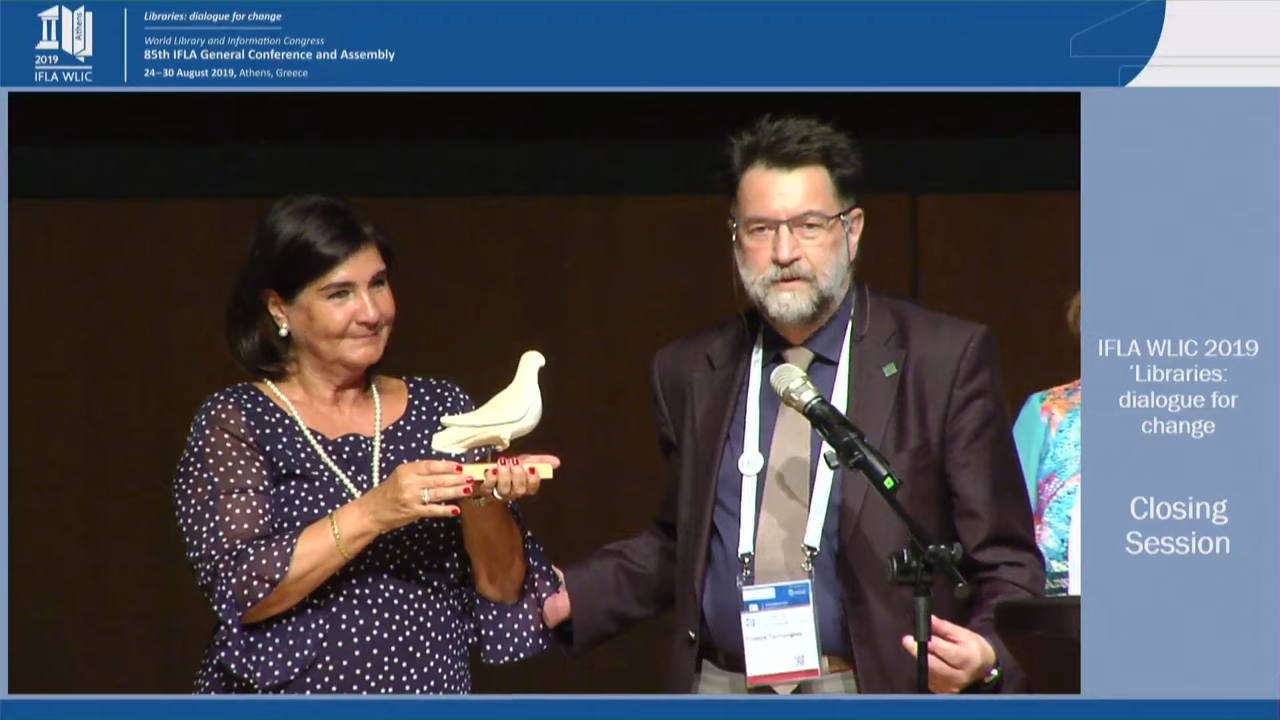 Athens
2019
IFLA WLIC
Libraries: dialogue for change
World Library and Information Congress
85th IFLA General Conference and Assembly
24–30 August 2019, Athens, Greece
IFLA WLIC 2019
‘Libraries:
dialogue for
change
Closing
Session